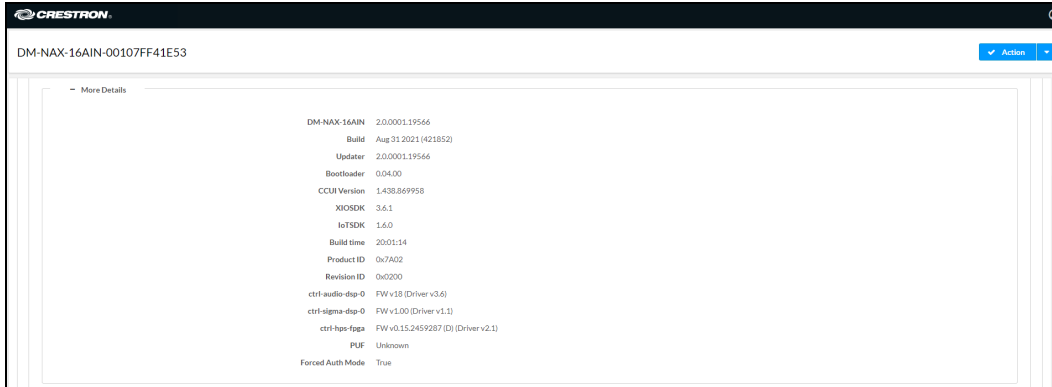 CRESTRON.
DM-NAX-16AIN-00107FF41E53
Action
− More Details
DM-NAX-16AIN 2.0.0001.19566
Build Aug 31 2021 (421852)
Updater 2.0.0001.19566
Bootloader 0.04.00
CCUI Version 1.438.869958
XIOSDK 3.6.1
IoTSDK 1.6.0
Build time 20:01:14
Product ID 0x7A02
Revision ID 0x0200
ctrl-audio-dsp-0 FW v18 (Driver v3.6)
ctrl-sigma-dsp-0 FW v1.00 (Driver v1.1)
ctrl-hps-fpga FW v0.15.2459287 (D) (Driver v2.1)
PUF Unknown
Forced Auth Mode True